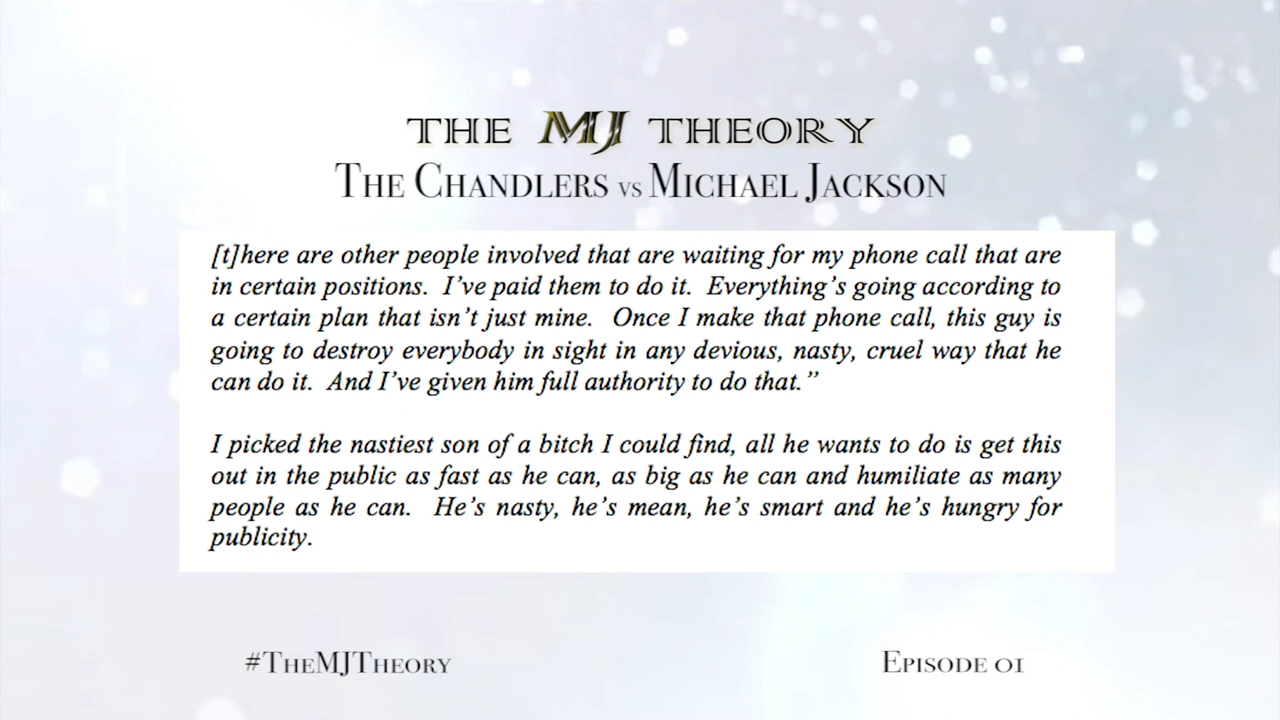 THE MJ THEORY
THE CHANDLERS VS MICHAEL JACKSON
[t]here are other people involved that are waiting for my phone call that are
in certain positions. I've paid them to do it. Everything's going according to
a certain plan that isn't just mine. Once I make that phone call, this guy is
going to destroy everybody in sight in any devious, nasty, cruel way that he
can do it. And I've given him full authority to do that.”
I picked the nastiest son of a bitch I could find, all he wants to do is get this
out in the public as fast as he can, as big as he can and humiliate as many
people as he can. He's nasty, he's mean, he's smart and he's hungry for
publicity.
#THEMJTHEORY
EPISODE 01